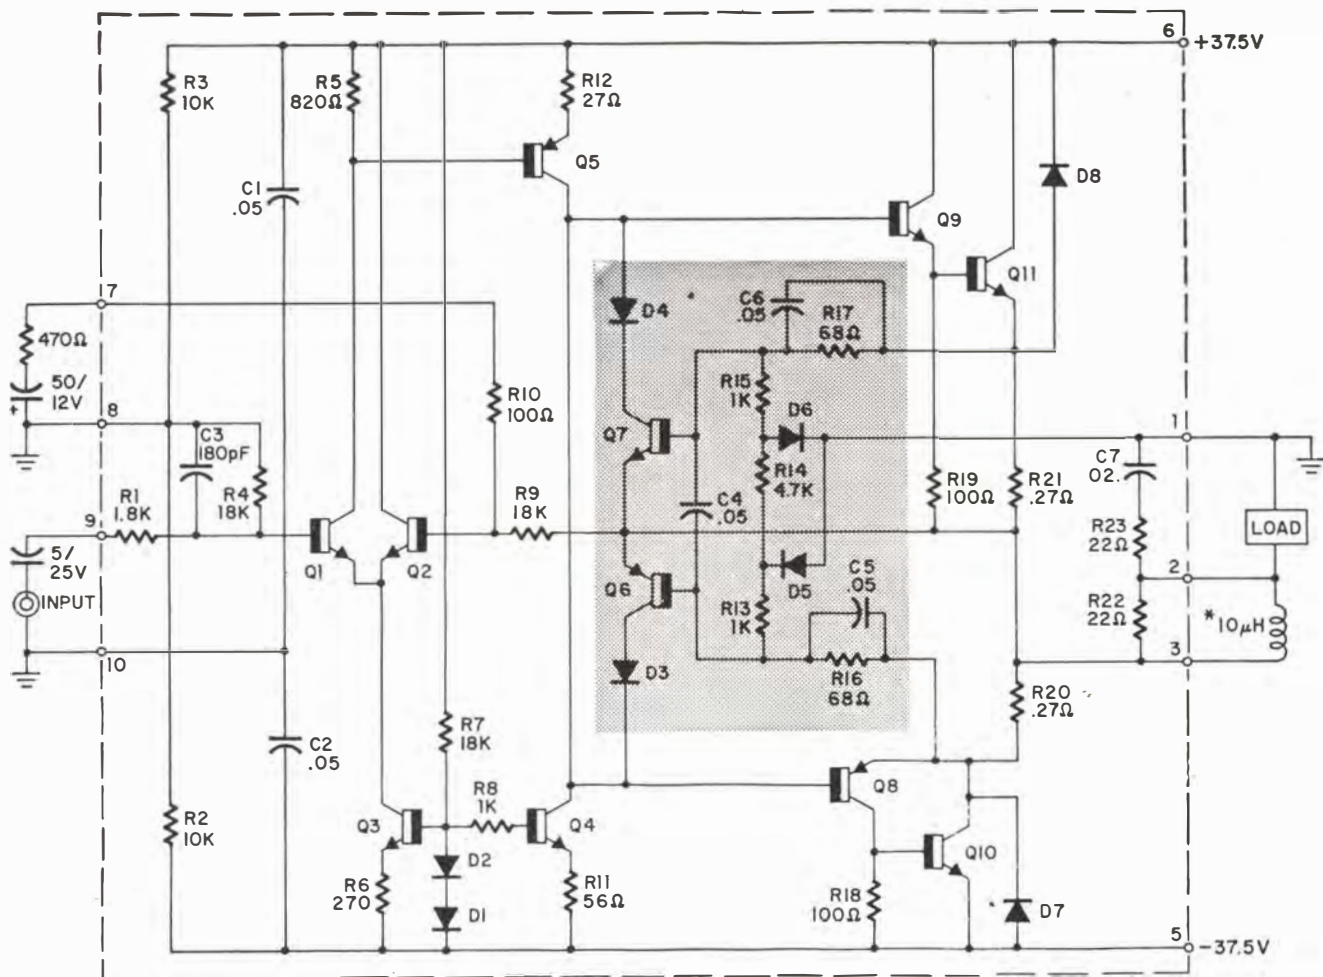 6
+37.5V
R3
10K
R5
820Ω
R12
27Ω
Q5
D8
C1
.05
Q9
Q11
7
470Ω
50/
12V
+
8
C3
180pF
R4
18K
R1
1.8K
9
5/
25V
INPUT
10
R10
100Ω
R9
18K
Q1
Q2
D4
C6
.05
R17
68Ω
R15
1K
D6
Q7
R14
4.7K
C4
.05
Q6
D5
C5
.05
R13
1K
D3
R16
68Ω
R19
100Ω
R21
.27Ω
1
C7
02.
R23
22Ω
LOAD
2
R22
22Ω
*10μH
3
R20
.27Ω
C2
.05
R7
18K
R8
1K
R2
10K
Q3
Q4
D2
R6
270
D1
R11
56Ω
Q8
Q10
R18
100Ω
D7
5
-37.5V